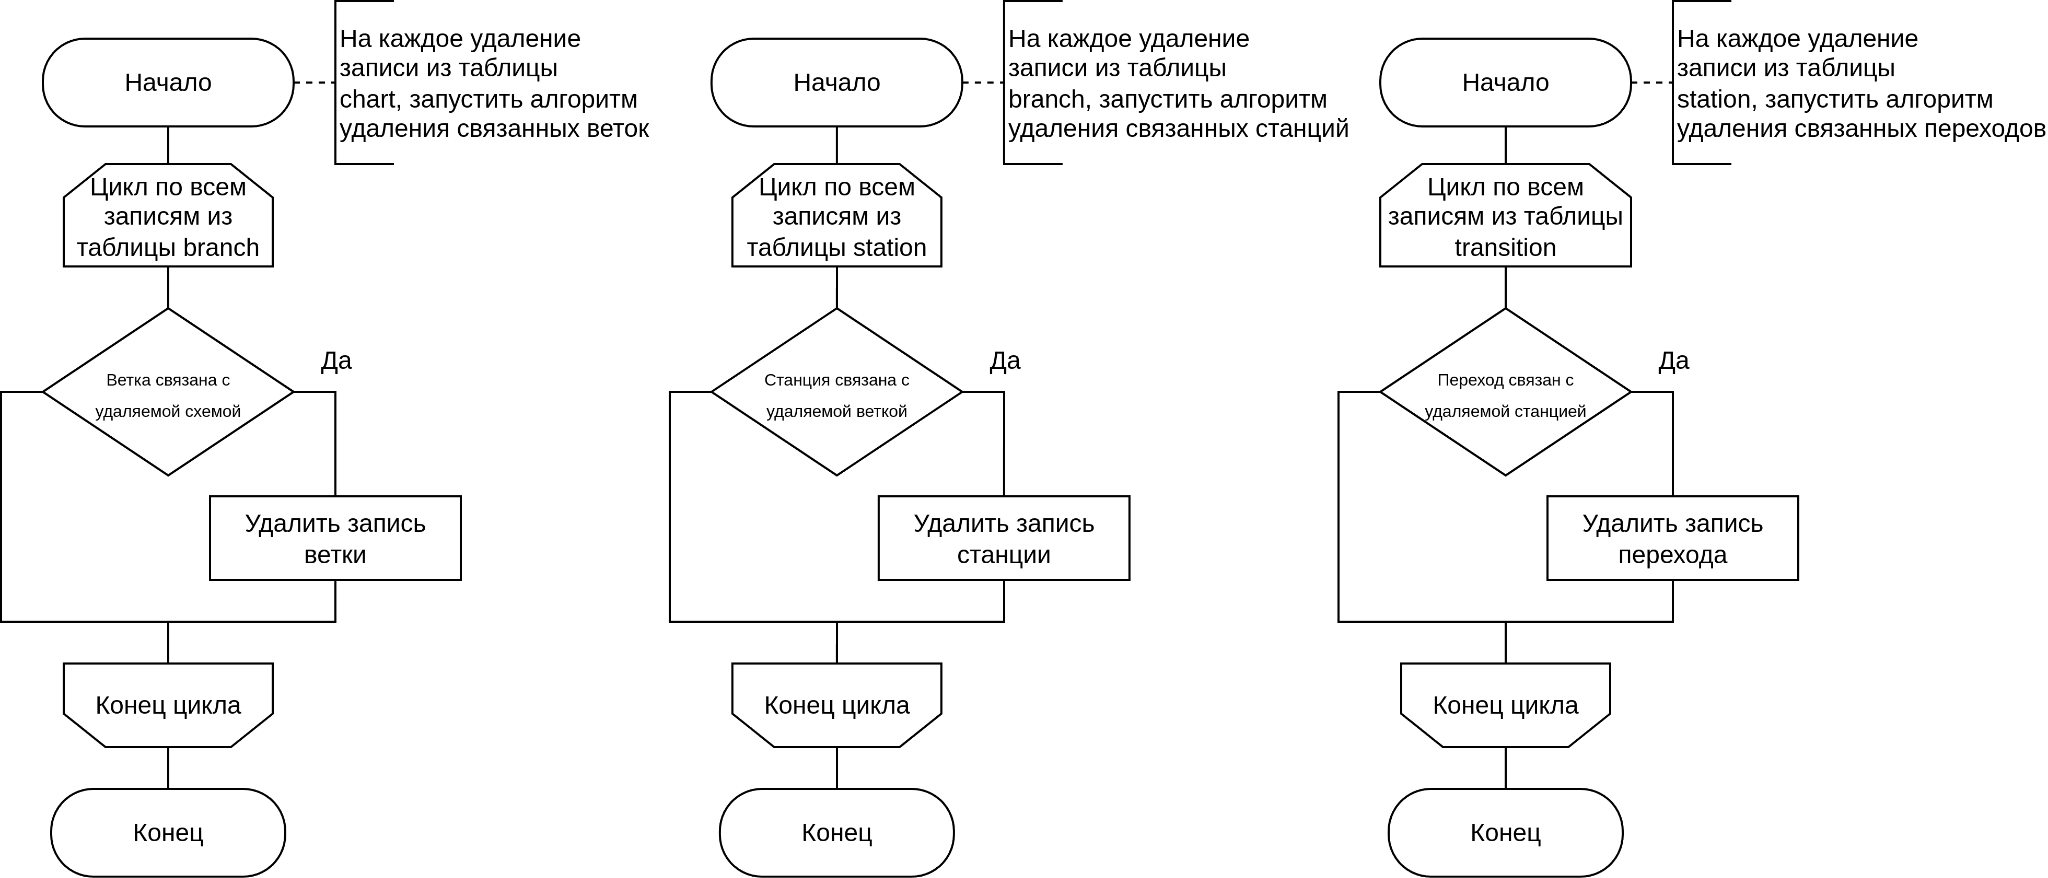 Начало
На каждое удаление
записи из таблицы
chart, запустить алгоритм
удаления связанных веток
Цикл по всем
записям из
таблицы branch
Ветка связана с
удаляемой схемой
Да
Удалить запись
ветки
Конец цикла
Конец
Начало
На каждое удаление
записи из таблицы
branch, запустить алгоритм
удаления связанных станций
Цикл по всем
записям из
таблицы station
Станция связана с
удаляемой веткой
Да
Удалить запись
станции
Конец цикла
Конец
Начало
На каждое удаление
записи из таблицы
station, запустить алгоритм
удаления связанных переходов
Цикл по всем
записям из таблицы
transition
Переход связан с
удаляемой станцией
Да
Удалить запись
перехода
Конец цикла
Конец